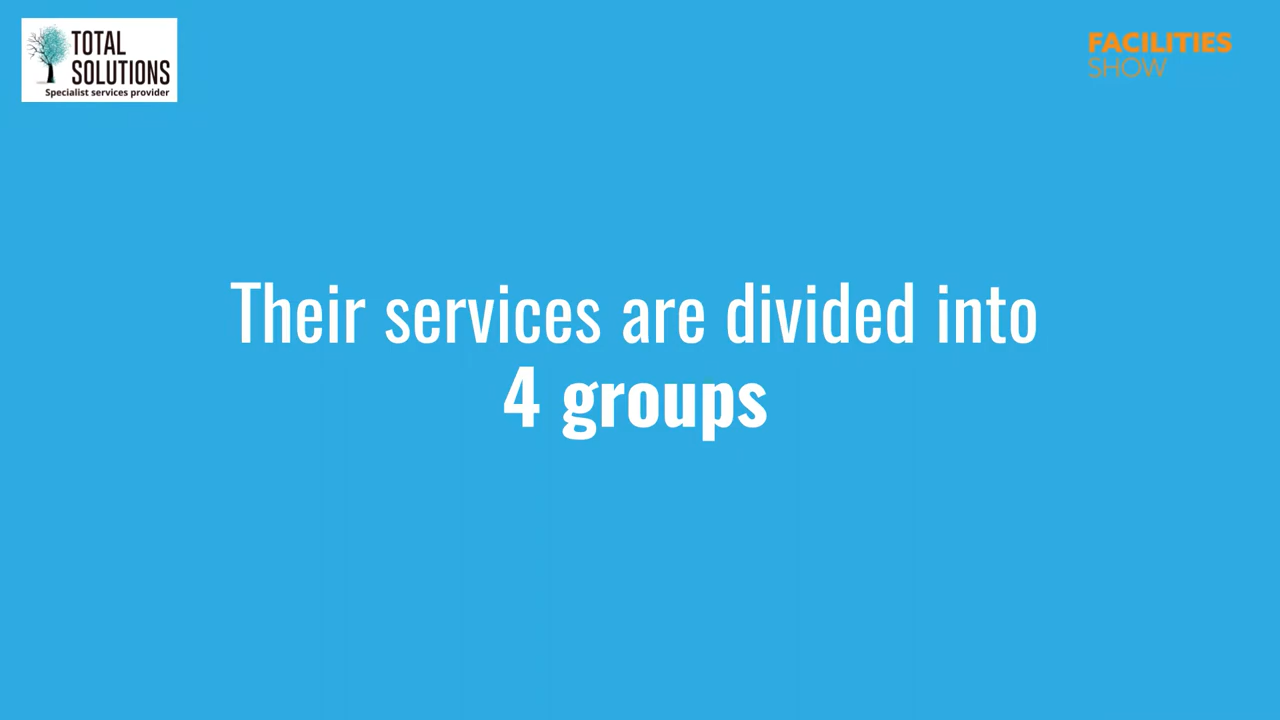 TOTAL
SOLUTIONS
Specialist services provider
FACILITIES
SHOW
Their services are divided into
4 groups